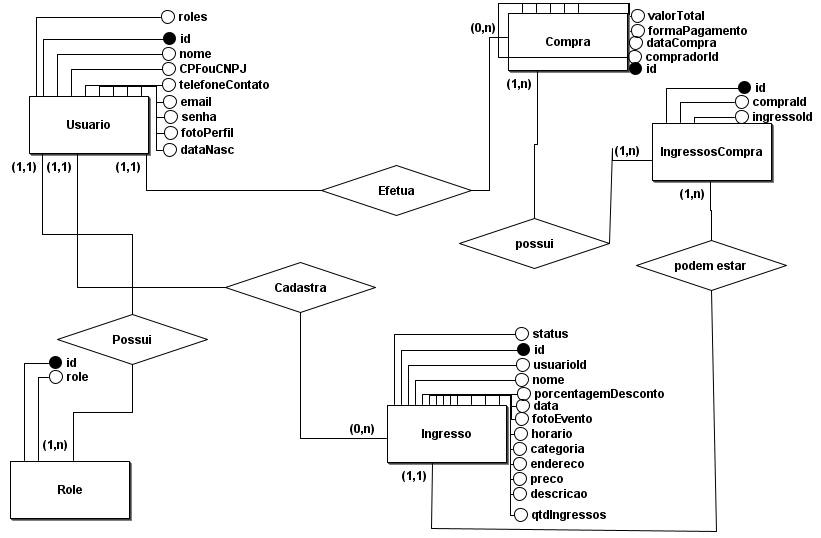 roles
id
nome
CPFouCNPJ
telefoneContato
email
senha
fotoPerfil
dataNasc
Usuario
(1,1)
(1,1)
(1,1)
Efetua
(0,n)
Compra
valorTotal
formaPagamento
dataCompra
compradorId
id
(1,n)
possui
(1,n)
id
compraId
ingressoId
IngressosCompra
(1,n)
podem estar
Cadastra
Possui
id
role
(1,n)
Role
(0,n)
Ingresso
(1,1)
status
id
usuarioId
nome
porcentagemDesconto
data
fotoEvento
horario
categoria
endereco
preco
descricao
qtdIngressos